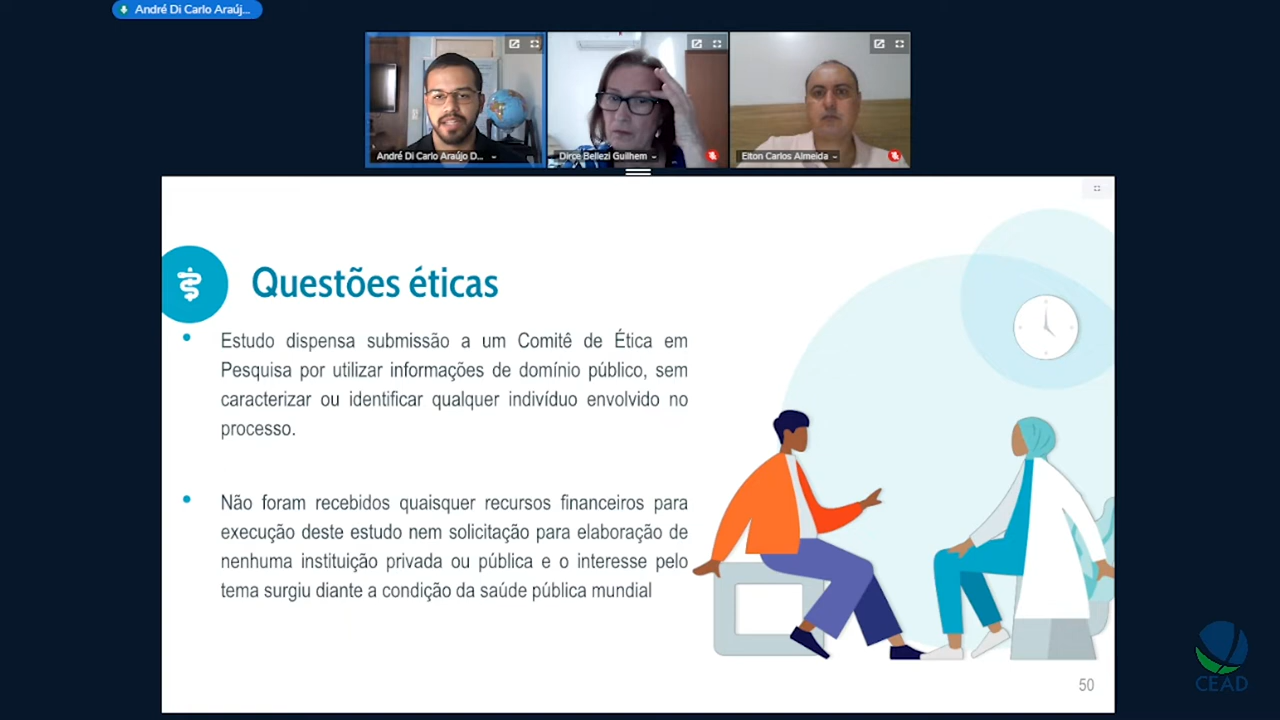 André Di Carlo Araúj...
André Di Carlo Araújo D...
Dirce Bellezi Guilhem
Elton Carlos Almeida
Questões éticas
Estudo dispensa submissão a um Comitê de Ética em
Pesquisa por utilizar informações de domínio público, sem
caracterizar ou identificar qualquer indivíduo envolvido no
processo.
Não foram recebidos quaisquer recursos financeiros para
execução deste estudo nem solicitação para elaboração de
nenhuma instituição privada ou pública e o interesse pelo
tema surgiu diante a condição da saúde pública mundial
50
CEAD